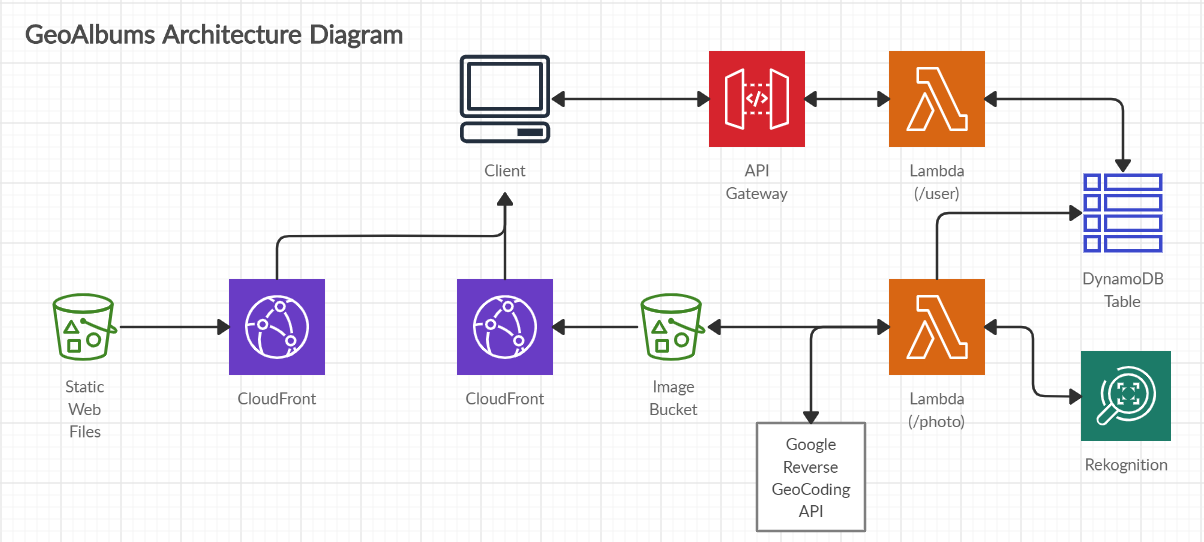 GeoAlbums Architecture Diagram
Client
</>
API
Gateway
Lambda
(/user)
DynamoDB
Table
Static
Web
Files
CloudFront
CloudFront
Image
Bucket
Lambda
(/photo)
Google
Reverse
GeoCoding
API
Rekognition